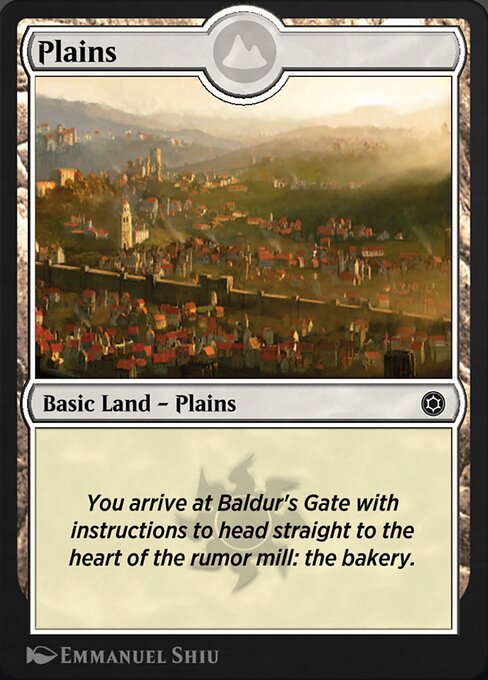 Plains
Basic Land – Plains
You arrive at Baldur's Gate with
instructions to head straight to the
heart of the rumor mill: the bakery.
Emmanuel Shiu